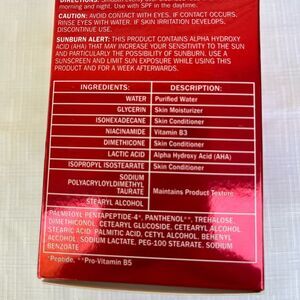 morning and night. Use with SPF in the daytime.
CAUTION: AVOID CONTACT WITH EYES. IF CONTACT OCCURS,
RINSE EYES WITH WATER. IF SKIN IRRITATION DEVELOPS,
DISCONTINUE USE.
SUNBURN ALERT: THIS PRODUCT CONTAINS ALPHA HYDROXY
ACID (AHA) THAT MAY INCREASE YOUR SENSITIVITY TO THE SUN
AND PARTICULARLY THE POSSIBILITY OF SUNBURN. USE A
SUNSCREEN AND LIMIT SUN EXPOSURE WHILE USING THIS
PRODUCT AND FOR A WEEK AFTERWARDS.
INGREDIENTS: DESCRIPTION:
WATER Purified Water
GLYCERIN Skin Moisturizer
ISOHEXADECANE Skin Conditioner
NIACINAMIDE Vitamin B3
DIMETHICONE Skin Conditioner
LACTIC ACID Alpha Hydroxy Acid (AHA)
ISOPROPYL ISOSTEARATE Skin Conditioner
SODIUM
POLYACRYLOYLDIMETHYL
TAURATE Maintains Product Texture
STEARYL ALCOHOL
PALMITOYL PENTAPEPTIDE-4*, PANTHENOL**, TREHALOSE,
DIMETHICONOL, CETEARYL GLUCOSIDE, CETEARYL ALCOHOL,
STEARIC ACID, PALMITIC ACID, CETYL ALCOHOL, BEHENYL
ALCOHOL, SODIUM LACTATE, PEG-100 STEARATE, SODIUM
BENZOATE
*Peptide, **Pro-Vitamin B5